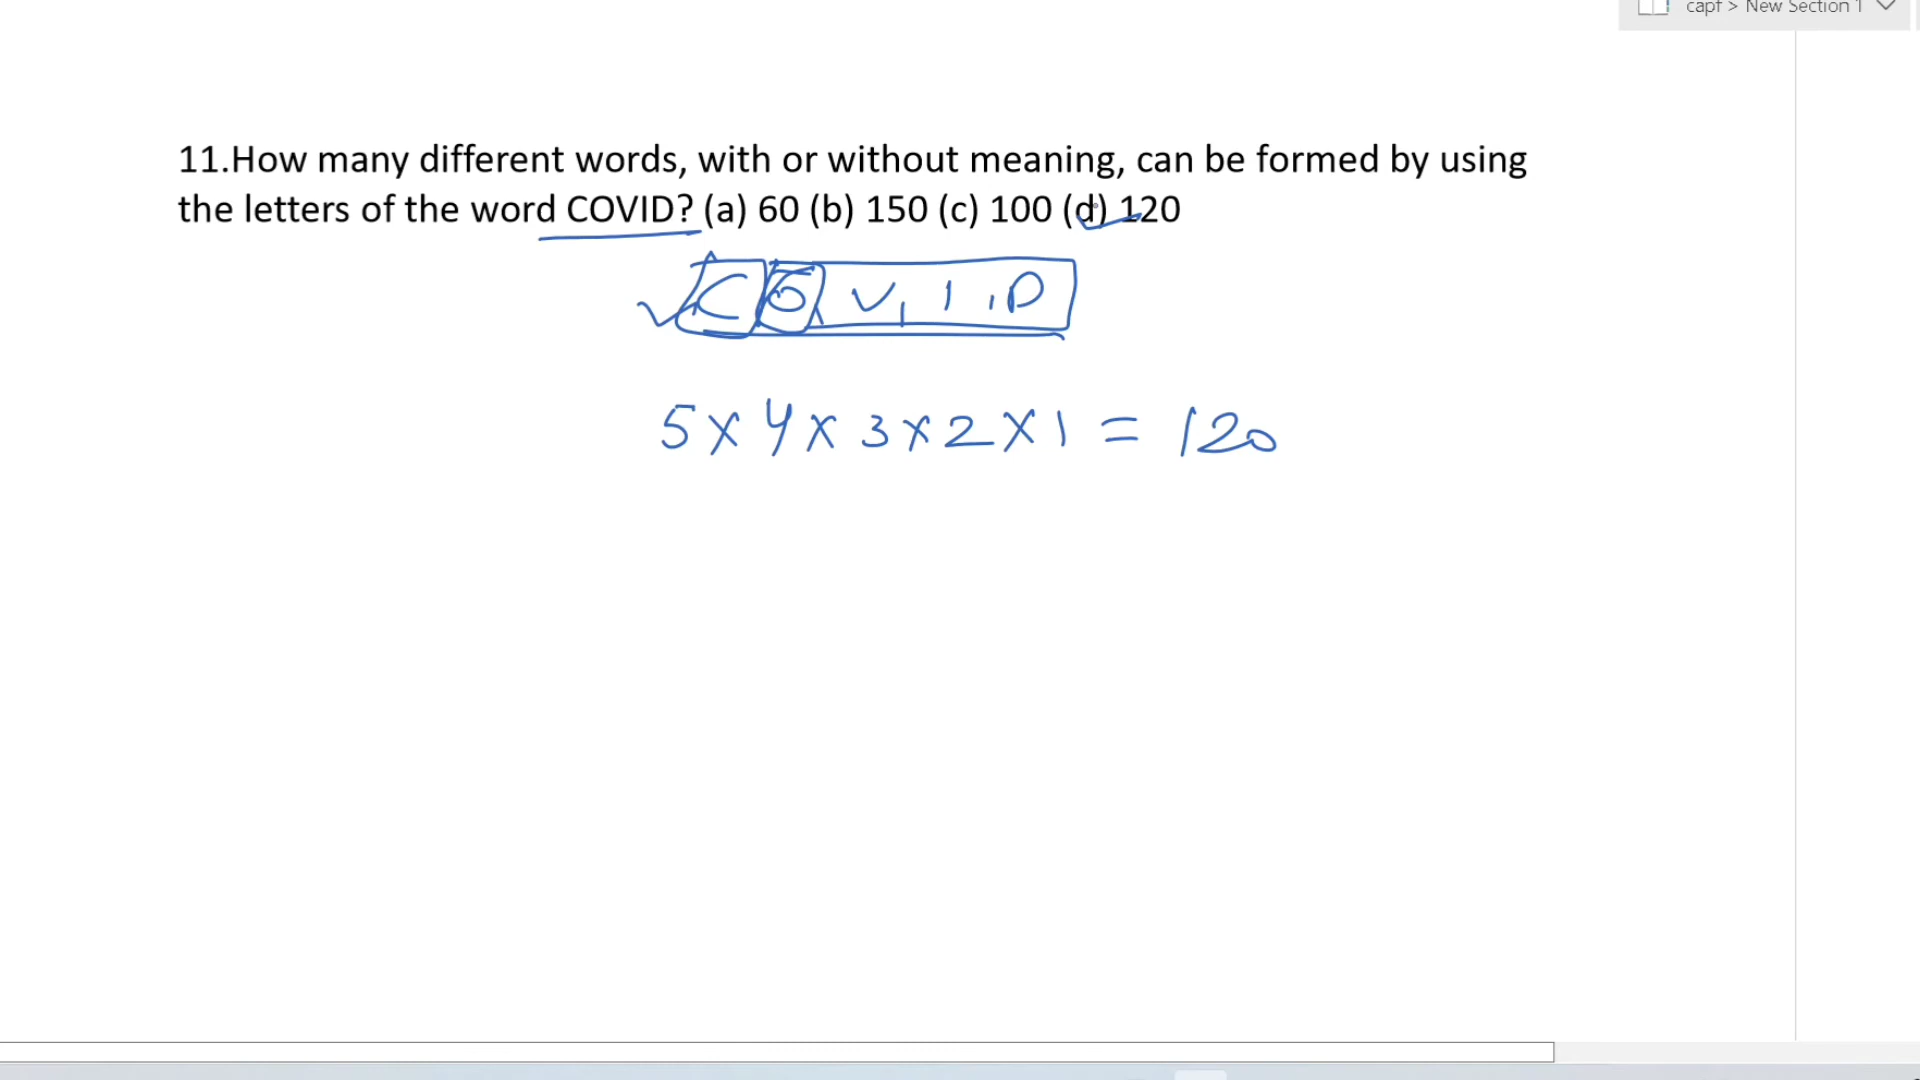 capf > New Section 1
11.How many different words, with or without meaning, can be formed by using
the letters of the word COVID? (a) 60 (b) 150 (c) 100 (d) 120
C O, V, I, D
5 x 4 x 3 x 2 x 1 = 120